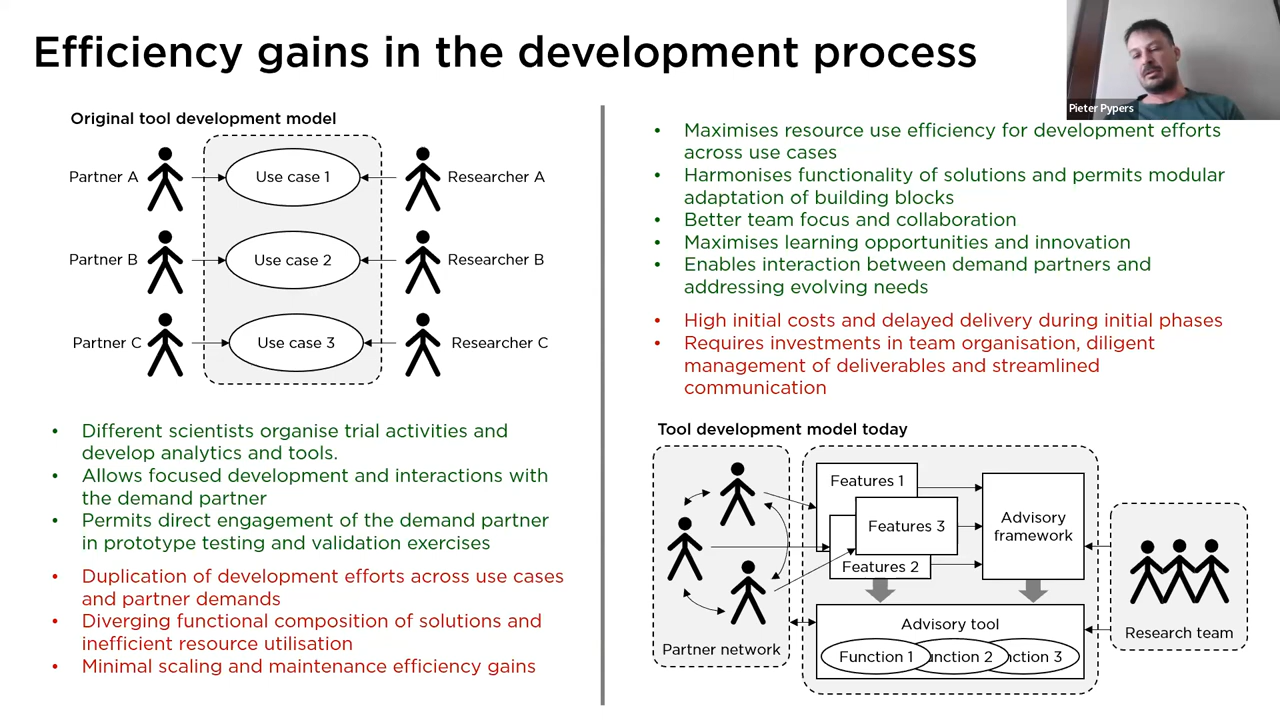 Efficiency gains in the development process
Pieter Pypers
Original tool development model
Partner A
Use case 1
Researcher A
Partner B
Use case 2
Researcher B
Partner C
Use case 3
Researcher C
• Different scientists organise trial activities and
develop analytics and tools.
• Allows focused development and interactions with
the demand partner
• Permits direct engagement of the demand partner
in prototype testing and validation exercises
• Duplication of development efforts across use cases
and partner demands
• Diverging functional composition of solutions and
inefficient resource utilisation
• Minimal scaling and maintenance efficiency gains
• Maximises resource use efficiency for development efforts
across use cases
• Harmonises functionality of solutions and permits modular
adaptation of building blocks
• Better team focus and collaboration
• Maximises learning opportunities and innovation
• Enables interaction between demand partners and
addressing evolving needs
• High initial costs and delayed delivery during initial phases
• Requires investments in team organisation, diligent
management of deliverables and streamlined
communication
Tool development model today
Partner network
Features 1
Features 3
Features 2
Advisory
framework
Advisory tool
Function 1
unction 2
nction 3
Research team